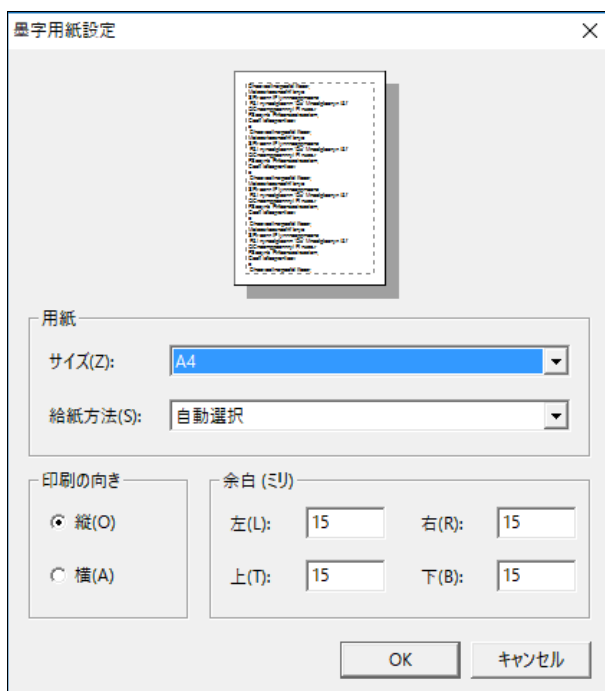 墨字用紙設定
用紙
サイズ(Z):
A4
給紙方法(S):
自動選択
印刷の向き
縦(O)
横(A)
余白 (ミリ)
左(L):
15
右(R):
15
上(T):
15
下(B):
15
OK
キャンセル